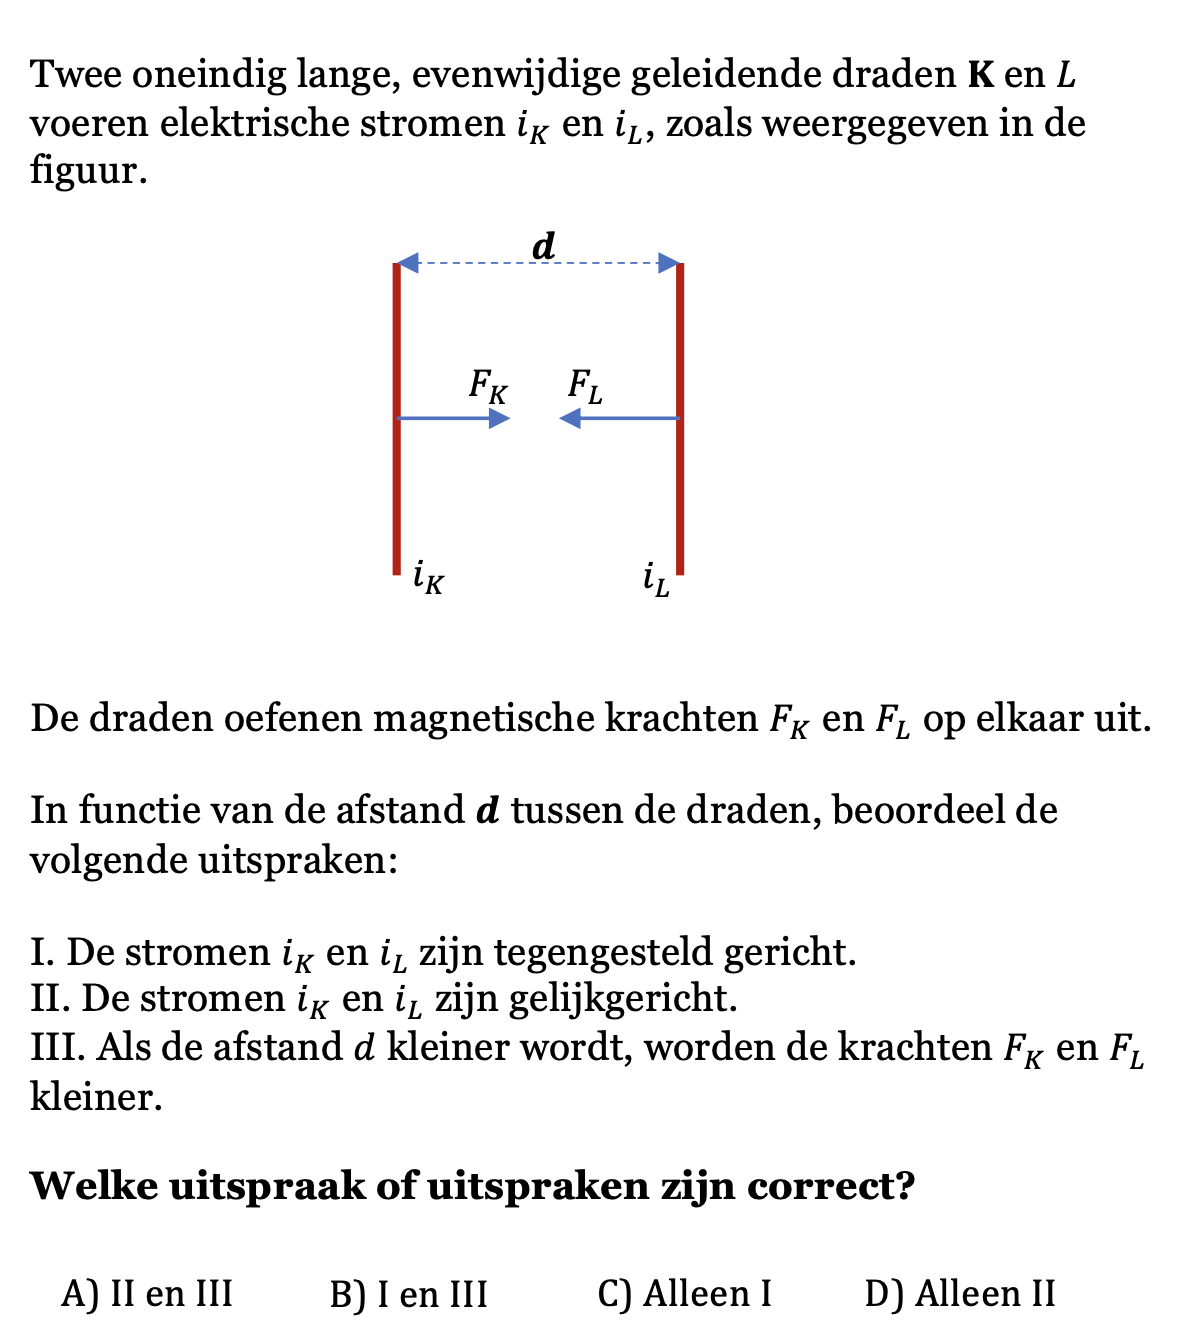 Twee oneindig lange, evenwijdige geleidende draden K en L
voeren elektrische stromen i_K en i_L, zoals weergegeven in de
figuur.
d
F_K F_L
i_K i_L
De draden oefenen magnetische krachten F_K en F_L op elkaar uit.
In functie van de afstand d tussen de draden, beoordeel de
volgende uitspraken:
I. De stromen i_K en i_L zijn tegengesteld gericht.
II. De stromen i_K en i_L zijn gelijkgericht.
III. Als de afstand d kleiner wordt, worden de krachten F_K en F_L
kleiner.
Welke uitspraak of uitspraken zijn correct?
A) II en III B) I en III C) Alleen I D) Alleen II